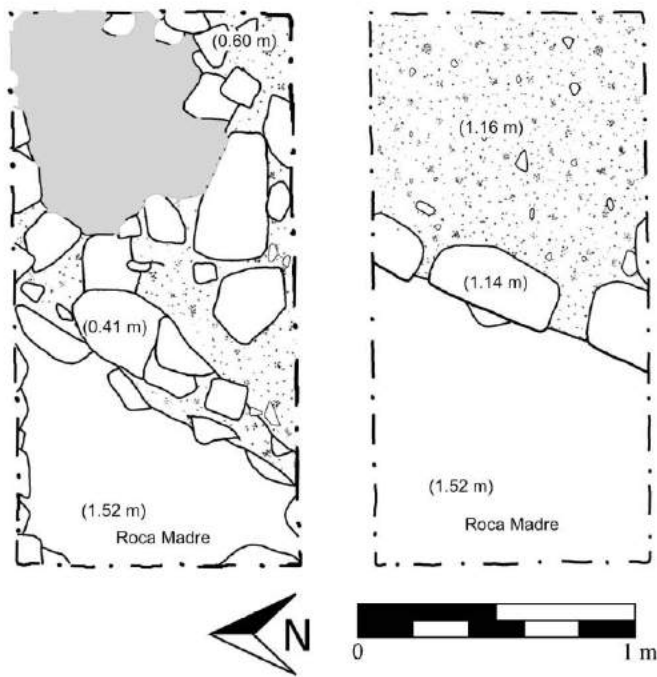 (0.60 m)
(0.41 m)
(1.52 m)
Roca Madre
(1.16 m)
(1.14 m)
(1.52 m)
Roca Madre
N
0 1 m